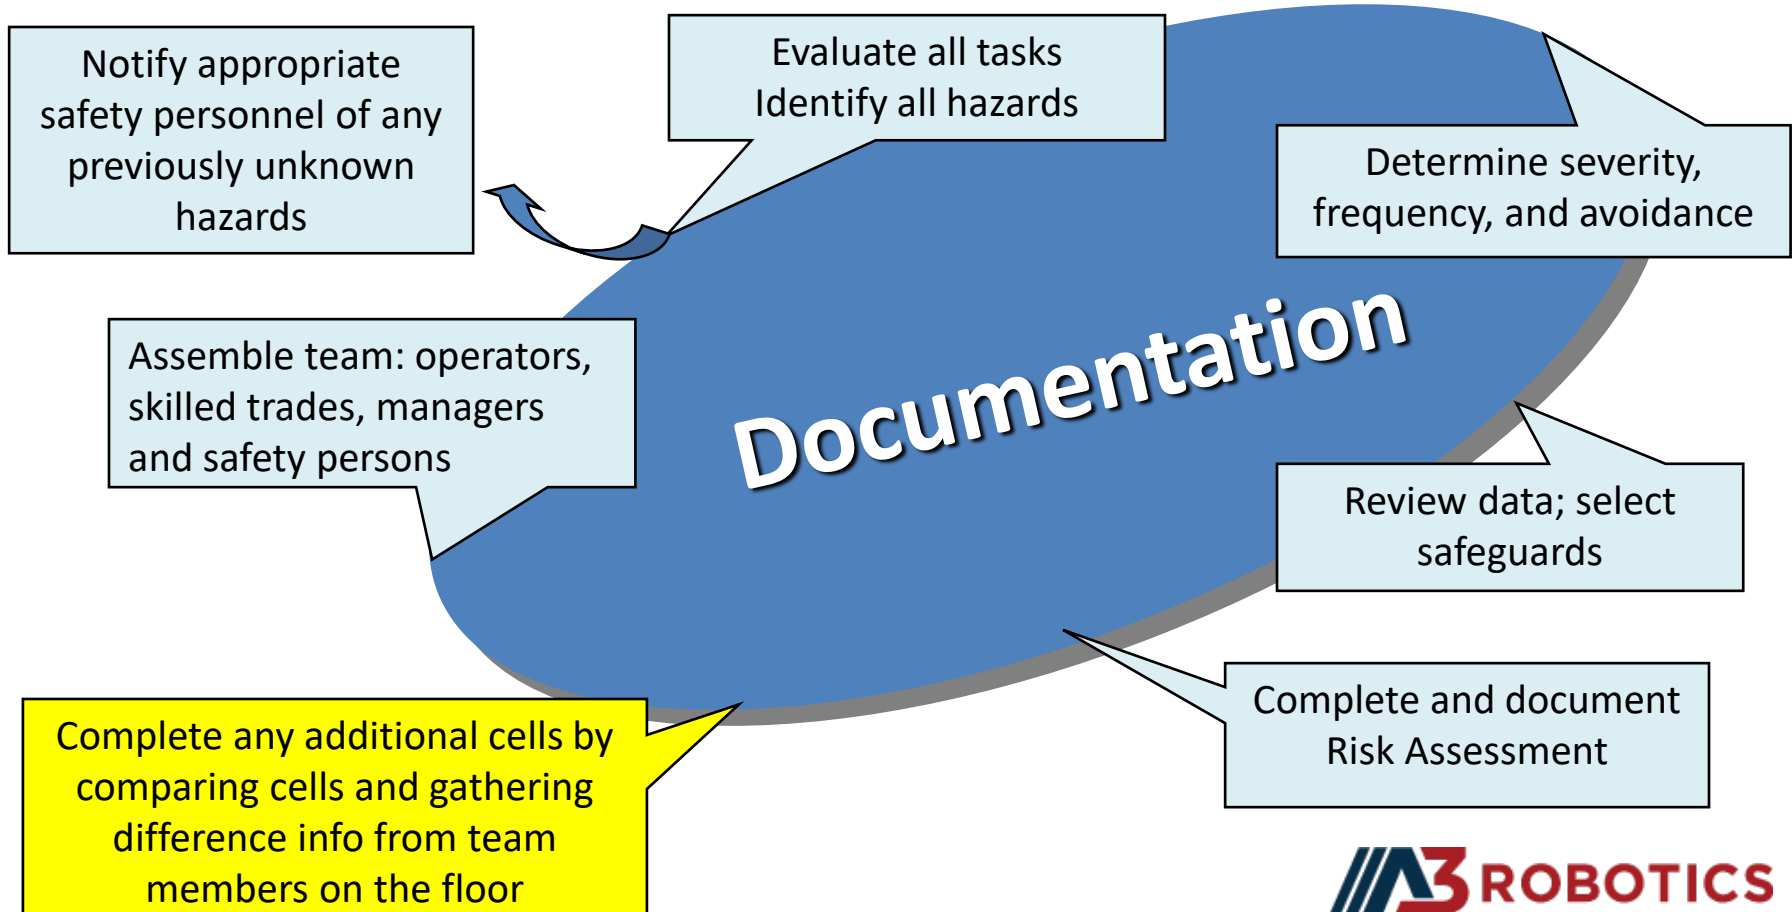 Notify appropriate
safety personnel of any
previously unknown
hazards
Evaluate all tasks
Identify all hazards
Determine severity,
frequency, and avoidance
Assemble team: operators,
skilled trades, managers
and safety persons
Documentation
Review data; select
safeguards
Complete and document
Risk Assessment
Complete any additional cells by
comparing cells and gathering
difference info from team
members on the floor
A3 ROBOTICS